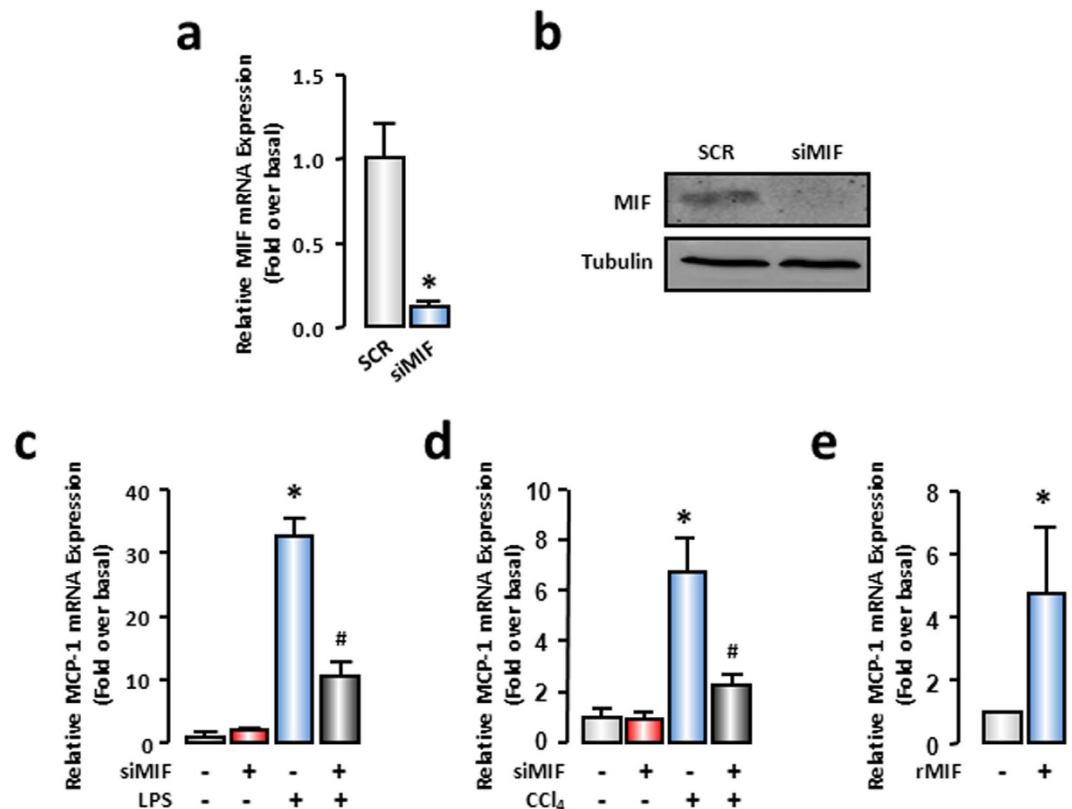 a
Relative MIF mRNA Expression
(Fold over basal)
1.5
1.0
0.5
0.0
*
SCR
siMIF
b
SCR siMIF
MIF
Tubulin
c
Relative MCP-1 mRNA Expression
(Fold over basal)
40
30
20
10
0
*
#
siMIF - + - +
LPS - - + +
d
Relative MCP-1 mRNA Expression
(Fold over basal)
10
8
6
4
2
0
*
#
siMIF - + - +
CCl₄ - - + +
e
Relative MCP-1 mRNA Expression
(Fold over basal)
8
6
4
2
0
*
rMIF - +